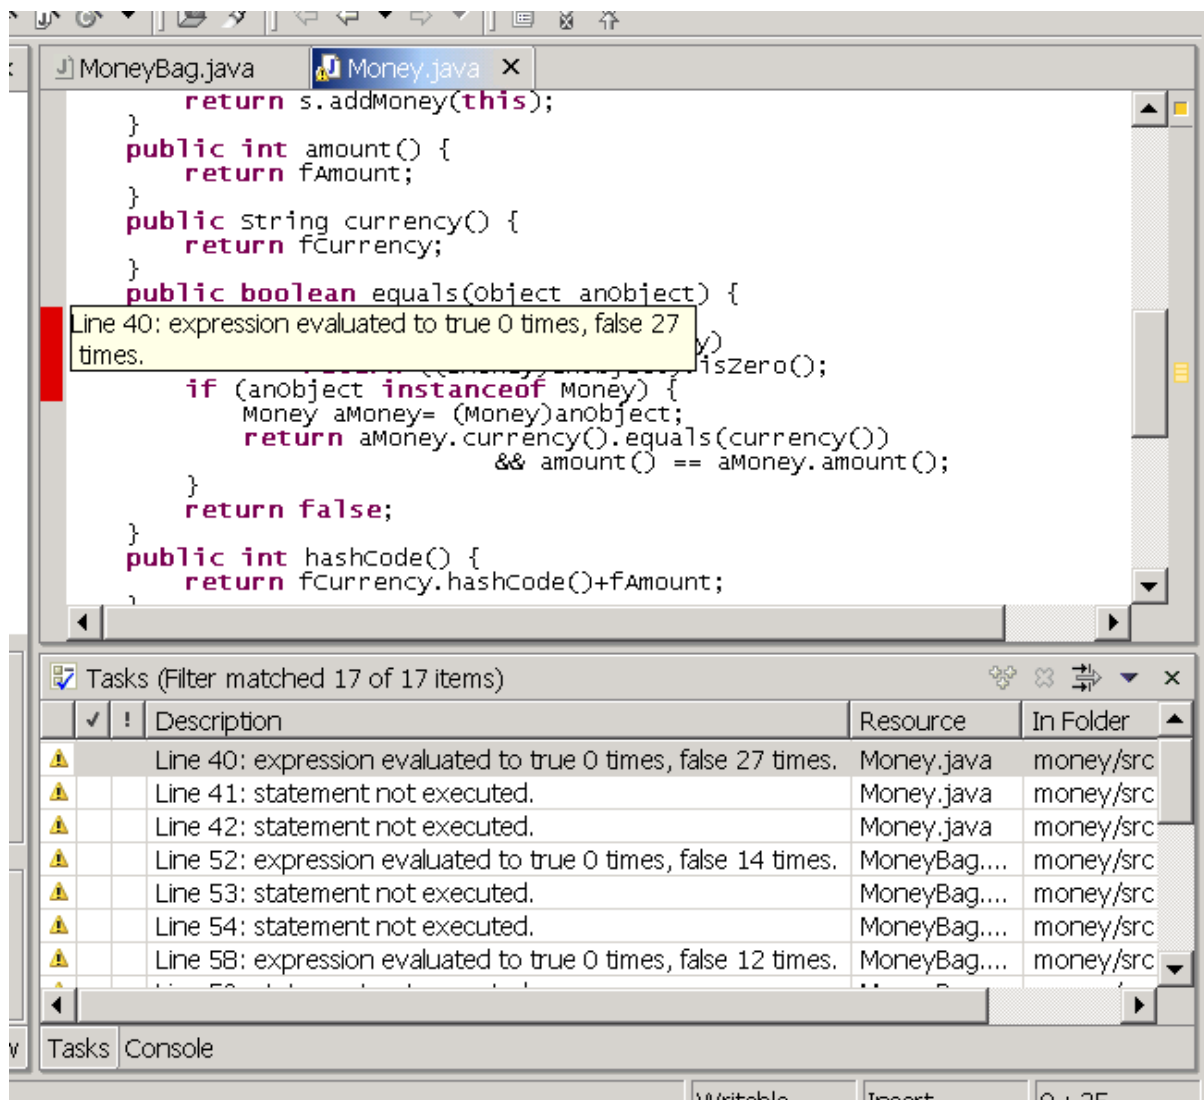 MoneyBag.java Money.java
return s.addMoney(this);
}
public int amount() {
return fAmount;
}
public String currency() {
return fCurrency;
}
public boolean equals(Object anObject) {
Line 40: expression evaluated to true 0 times, false 27
times.
y)
.isZero();
if (anObject instanceof Money) {
Money aMoney= (Money)anObject;
return aMoney.currency().equals(currency())
&& amount() == aMoney.amount();
}
return false;
}
public int hashCode() {
return fCurrency.hashCode()+fAmount;
Tasks (Filter matched 17 of 17 items)
! Description Resource In Folder
Line 40: expression evaluated to true 0 times, false 27 times. Money.java money/src
Line 41: statement not executed. Money.java money/src
Line 42: statement not executed. Money.java money/src
Line 52: expression evaluated to true 0 times, false 14 times. MoneyBag.... money/src
Line 53: statement not executed. MoneyBag.... money/src
Line 54: statement not executed. MoneyBag.... money/src
Line 58: expression evaluated to true 0 times, false 12 times. MoneyBag.... money/src
Tasks Console
Writable Insert